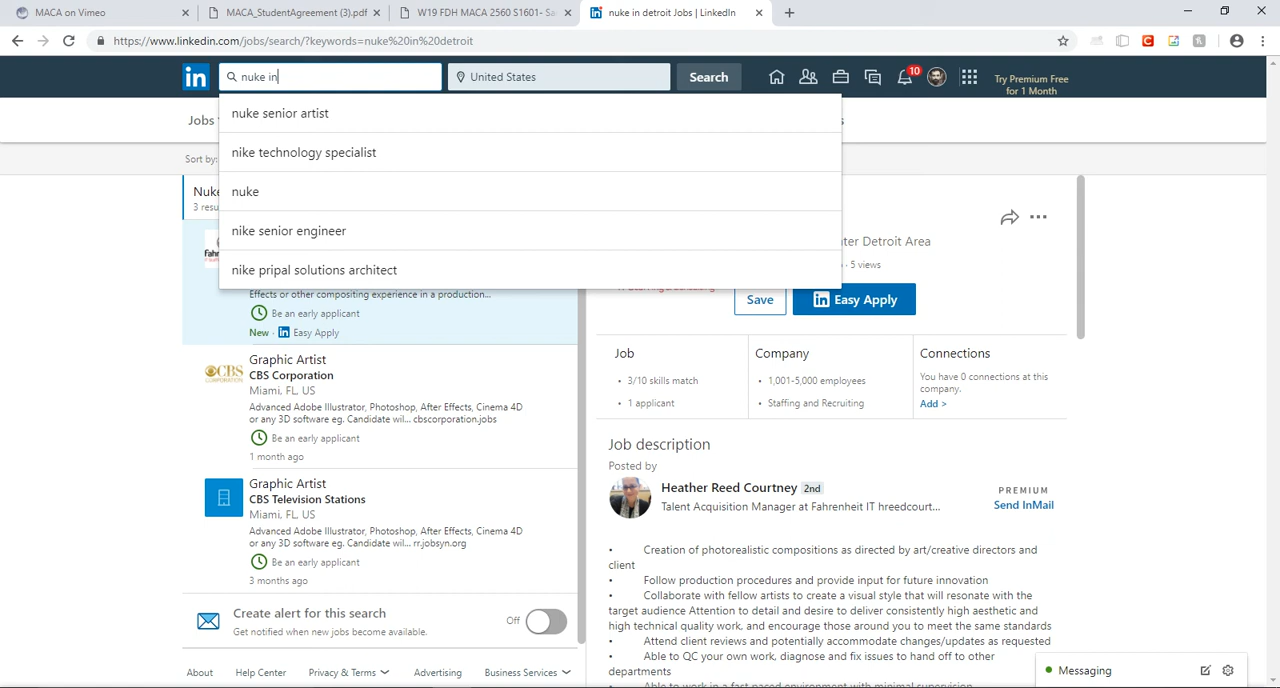 MACA on Vimeo
MACA_StudentAgreement (3).pdf
W19 FDH MACA 2560 S1601- Sa
nuke in detroit Jobs | LinkedIn
https://www.linkedin.com/jobs/search/?keywords=nuke%20in%20detroit
in
nuke in
United States
Search
10
Try Premium Free
for 1 Month
nuke senior artist
nike technology specialist
nuke
nike senior engineer
nike pripal solutions architect
Jobs
Sort by:
Nuke
3 resu
Effects or other compositing experience in a production...
Be an early applicant
New · in Easy Apply
Graphic Artist
CBS Corporation
Miami, FL, US
Advanced Adobe Illustrator, Photoshop, After Effects, Cinema 4D
or any 3D software eg. Candidate wil... cbscorporation.jobs
Be an early applicant
1 month ago
Graphic Artist
CBS Television Stations
Miami, FL, US
Advanced Adobe Illustrator, Photoshop, After Effects, Cinema 4D
or any 3D software eg. Candidate wil... rr.jobsyn.org
Be an early applicant
3 months ago
Create alert for this search
Get notified when new jobs become available.
Off
About Help Center Privacy & Terms Advertising Business Services
ter Detroit Area
· 5 views
Save
in Easy Apply
Job
• 3/10 skills match
• 1 applicant
Company
• 1,001-5,000 employees
• Staffing and Recruiting
Connections
You have 0 connections at this
company.
Add >
Job description
Posted by
Heather Reed Courtney 2nd
Talent Acquisition Manager at Fahrenheit IT hreedcourt...
PREMIUM
Send InMail
• Creation of photorealistic compositions as directed by art/creative directors and
client
• Follow production procedures and provide input for future innovation
• Collaborate with fellow artists to create a visual style that will resonate with the
target audience Attention to detail and desire to deliver consistently high aesthetic and
high technical quality work, and encourage those around you to meet the same standards
• Attend client reviews and potentially accommodate changes/updates as requested
• Able to QC your own work, diagnose and fix issues to hand off to other
departments
• Able to work in a fast paced environment with minimal supervision
Messaging